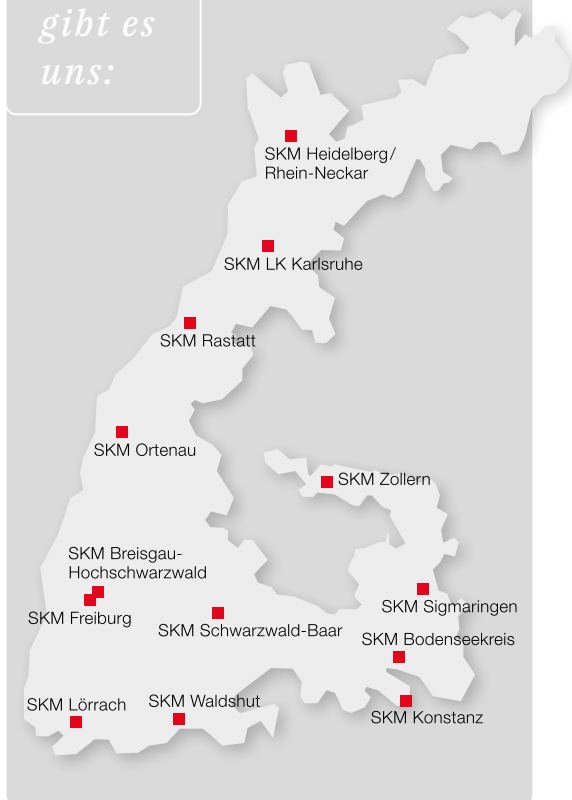 gibt es
uns:
SKM Heidelberg/
Rhein-Neckar
SKM LK Karlsruhe
SKM Rastatt
SKM Ortenau
SKM Zollern
SKM Breisgau-
Hochschwarzwald
SKM Freiburg
SKM Schwarzwald-Baar
SKM Sigmaringen
SKM Bodenseekreis
SKM Lörrach
SKM Waldshut
SKM Konstanz